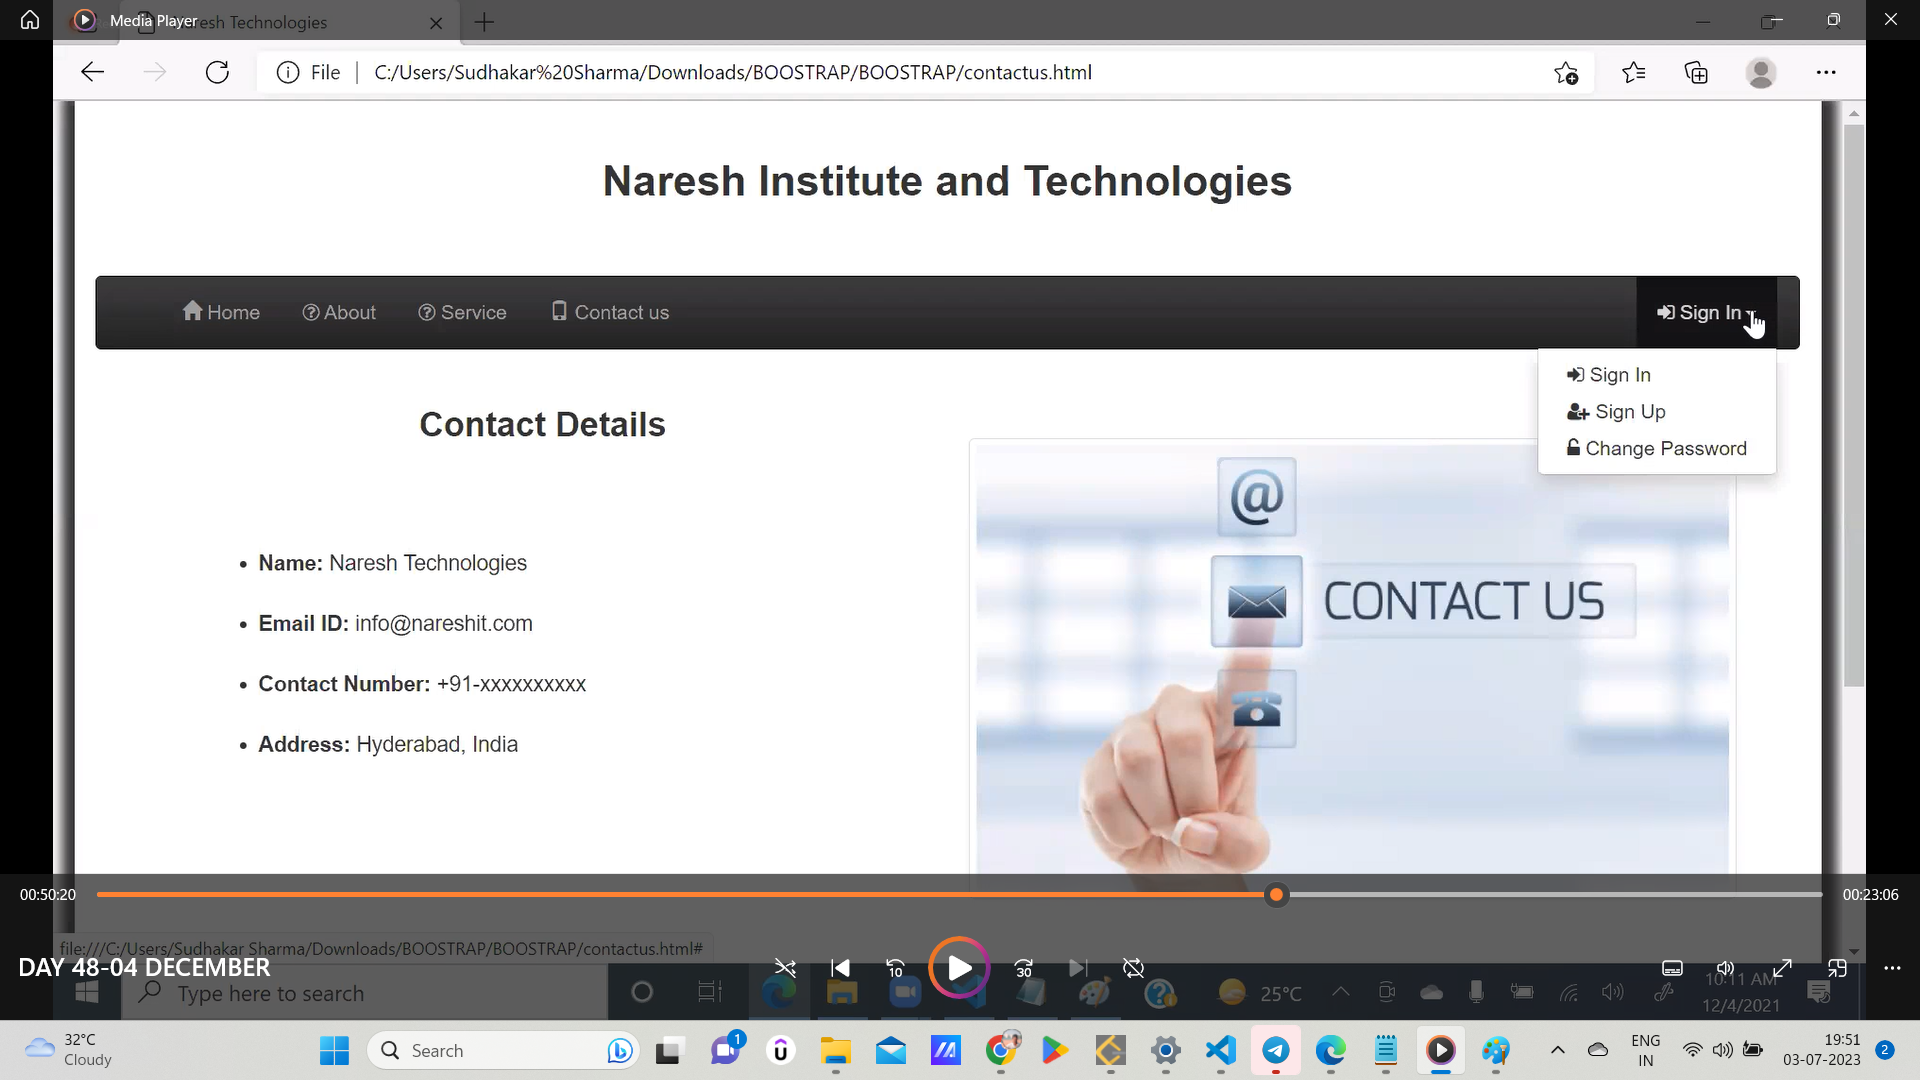 Media Player
Naresh Technologies
File
C:/Users/Sudhakar%20Sharma/Downloads/BOOSTRAP/BOOSTRAP/contactus.html
Naresh Institute and Technologies
Home
About
Service
Contact us
Sign In
Sign In
Sign Up
Change Password
Contact Details
@
CONTACT US
Name: Naresh Technologies
Email ID: info@nareshit.com
Contact Number: +91-xxxxxxxxxx
Address: Hyderabad, India
00:50:20
00:23:06
file:///C:/Users/Sudhakar Sharma/Downloads/BOOSTRAP/BOOSTRAP/contactus.html#
DAY 48-04 DECEMBER
10
30
Type here to search
25°C
10:11 AM
12/4/2021
32°C
Cloudy
Search
1
ENG
IN
19:51
03-07-2023
2